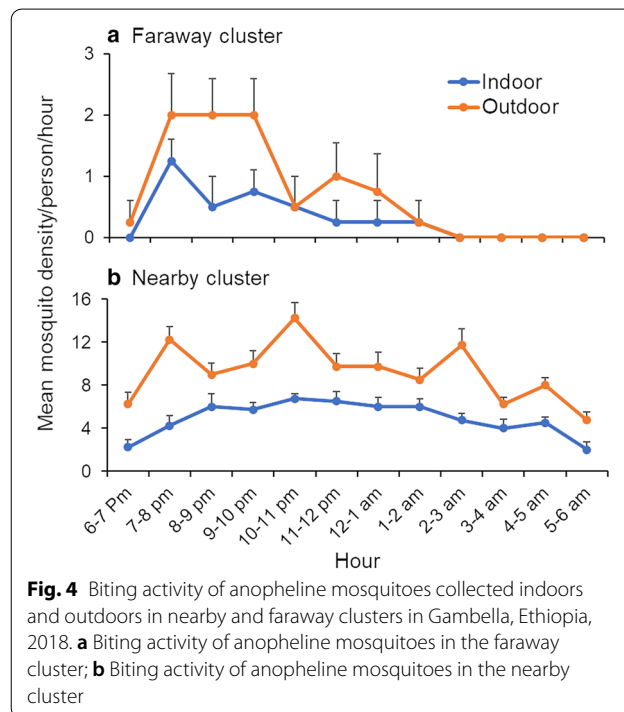 a Faraway cluster
3
2
1
0
Indoor
Outdoor
Mean mosquito density/person/hour
b Nearby cluster
16
12
8
4
0
6-7 Pm
7-8 pm
8-9 pm
9-10 pm
10-11 pm
11-12 pm
12-1 am
1-2 am
2-3 am
3-4 am
4-5 am
5-6 am
Hour
Fig. 4 Biting activity of anopheline mosquitoes collected indoors
and outdoors in nearby and faraway clusters in Gambella, Ethiopia,
2018. a Biting activity of anopheline mosquitoes in the faraway
cluster; b Biting activity of anopheline mosquitoes in the nearby
cluster